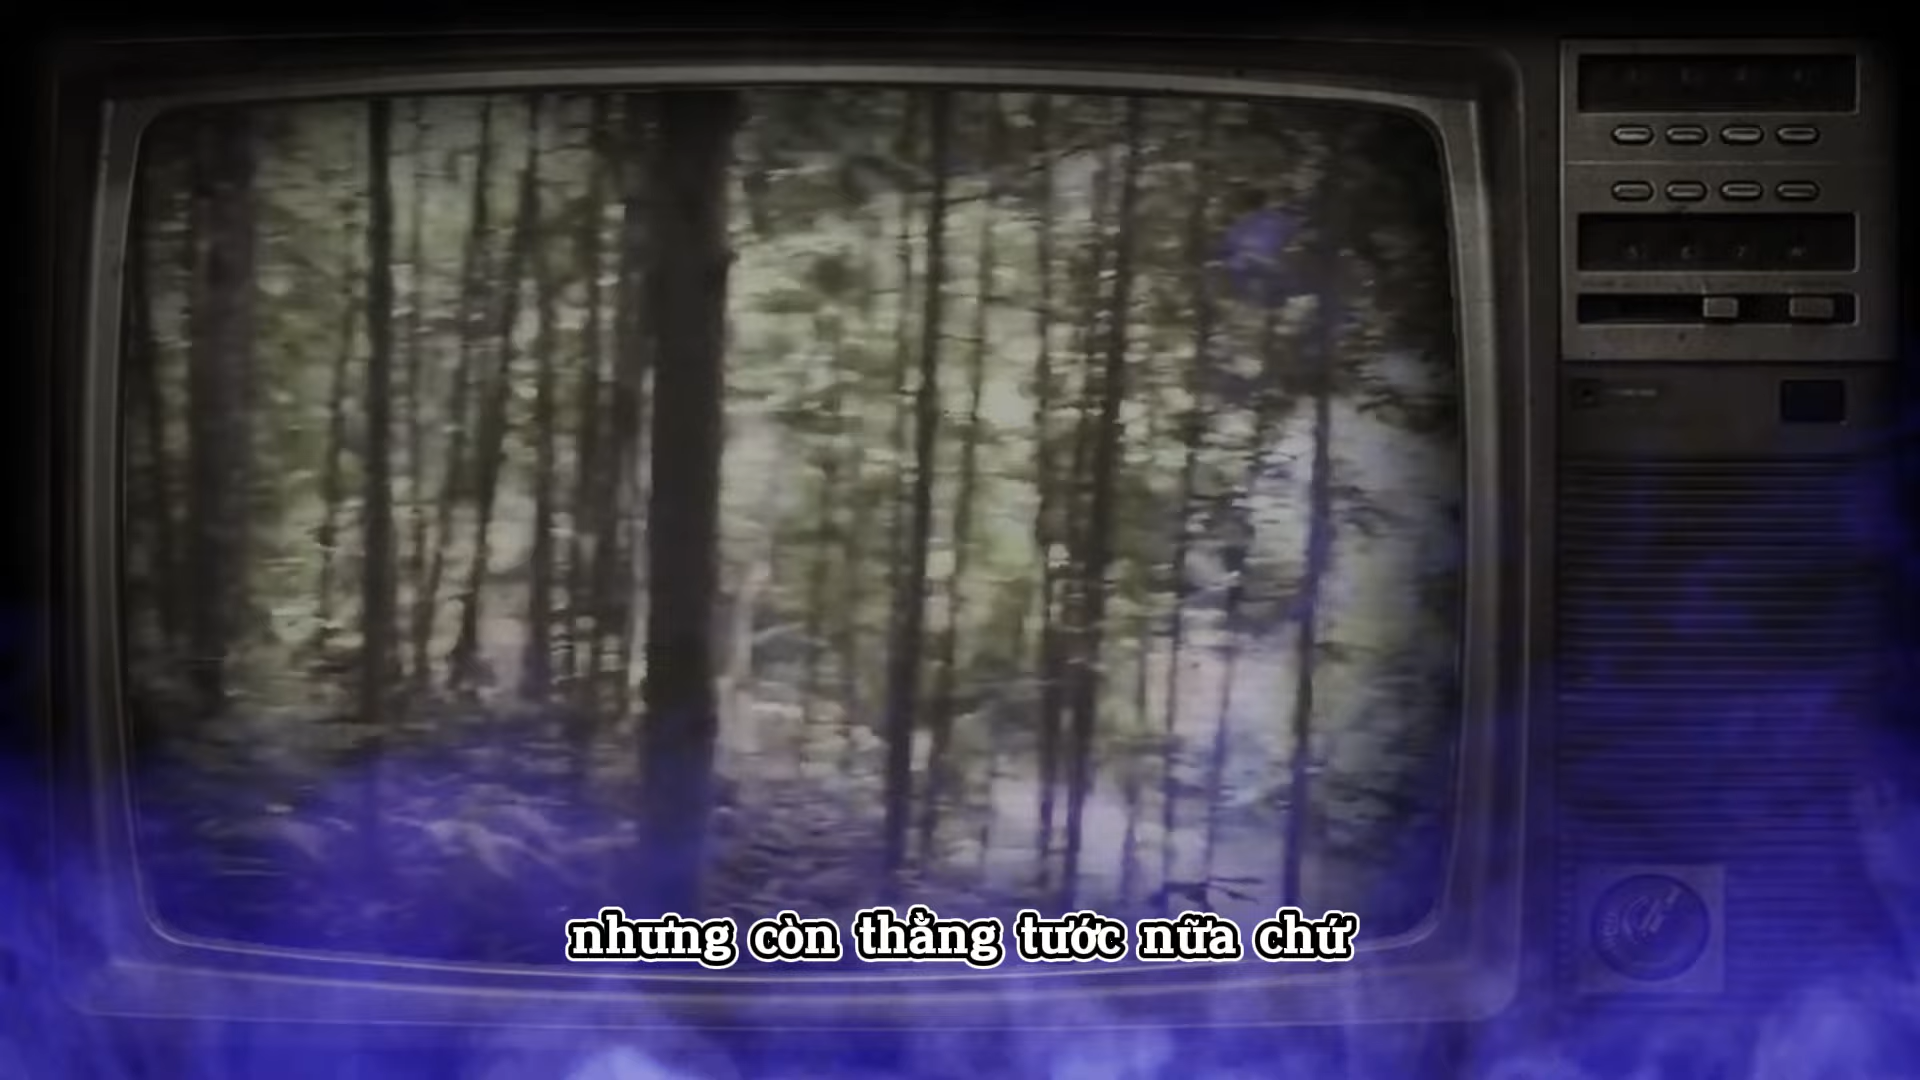 nhưng còn thằng tước nữa chứ